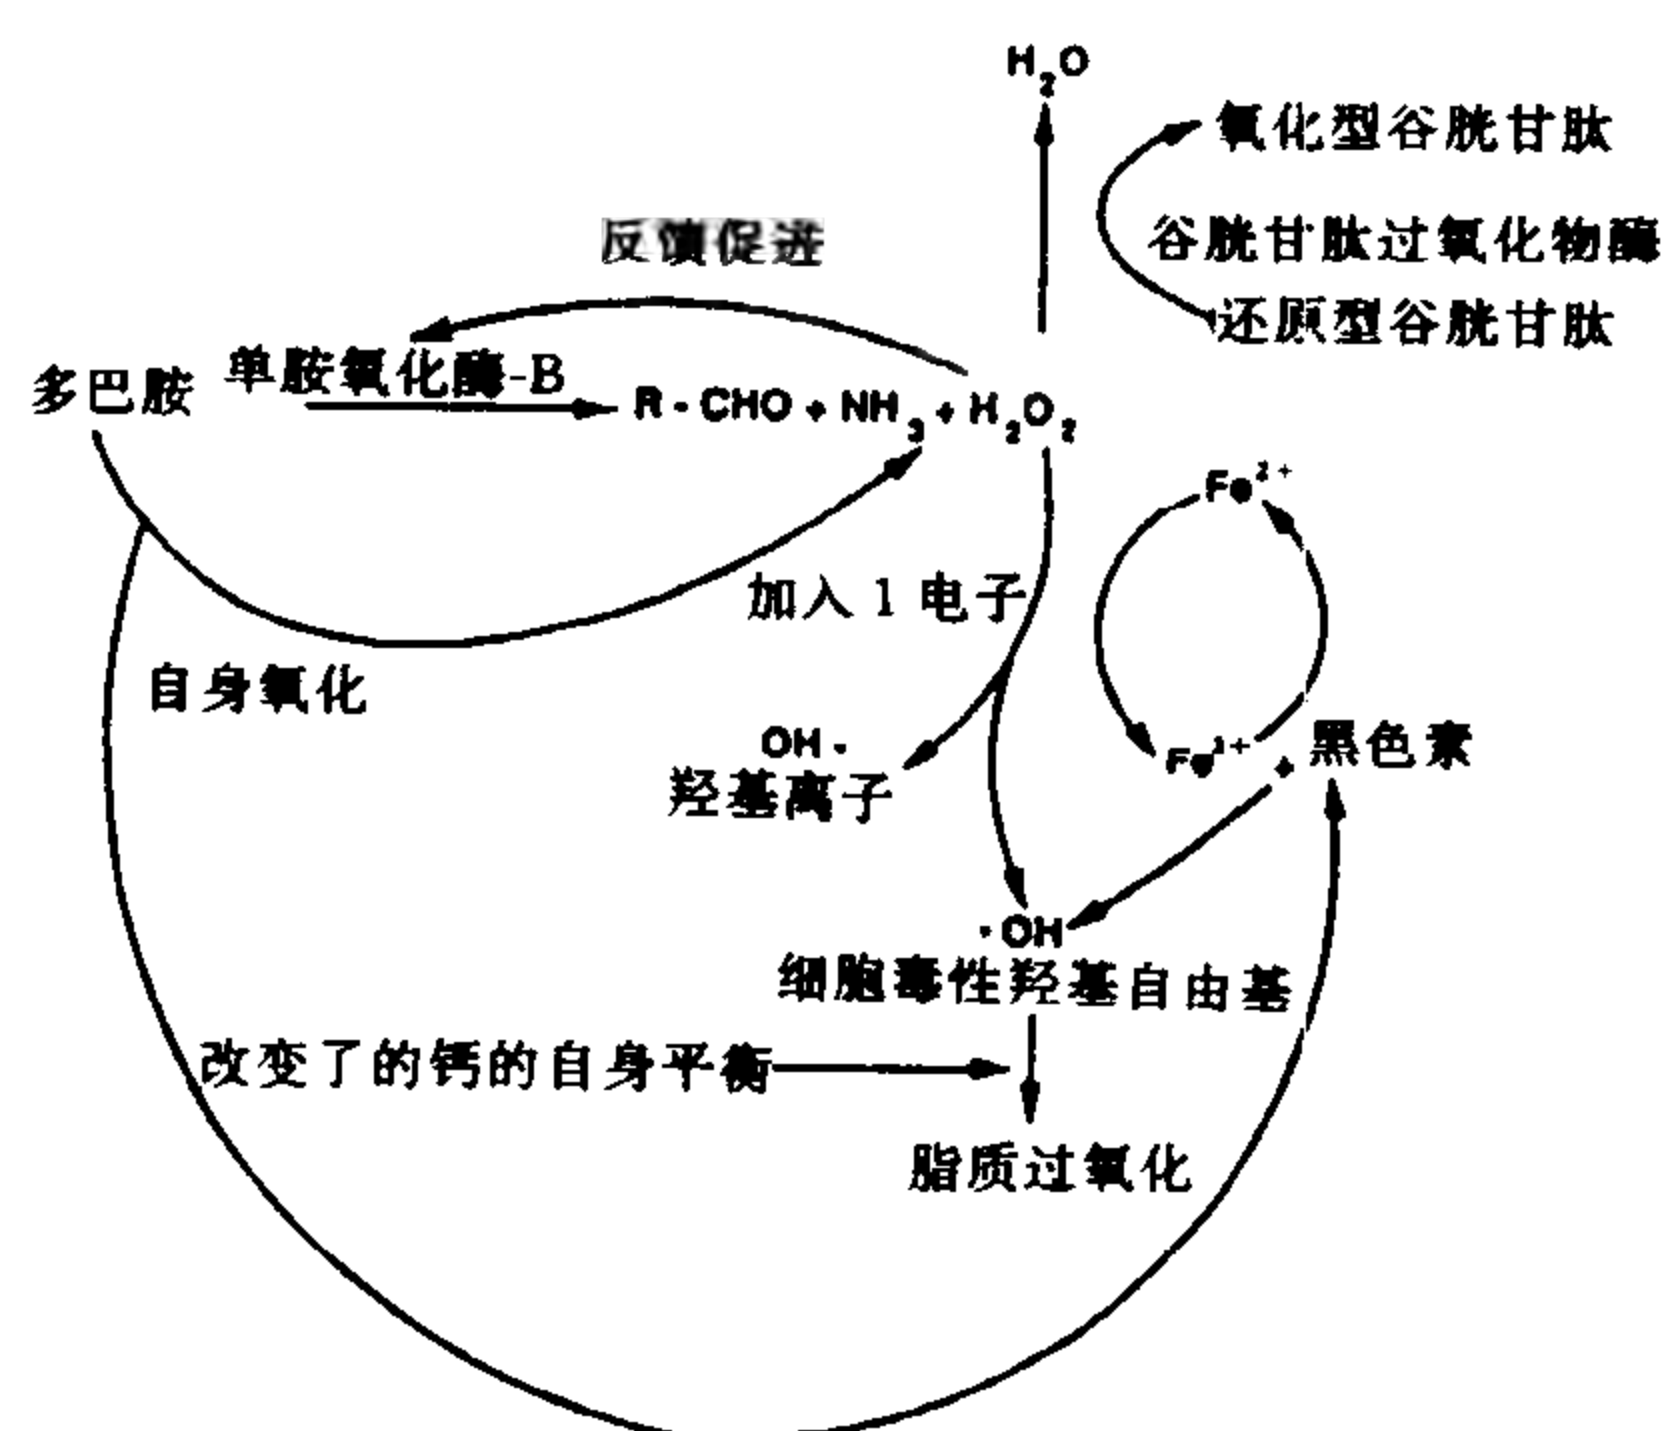 H₂O
氧化型谷胱甘肽
反馈促进
谷胱甘肽过氧化物酶
还原型谷胱甘肽
单胺氧化酶-B
多巴胺
R·CHO + NH₃ + H₂O₂
Fe²⁺
加入1电子
自身氧化
OH·
羟基离子
Fe³⁺ + 黑色素
·OH
细胞毒性羟基自由基
改变了的钙的自身平衡
脂质过氧化